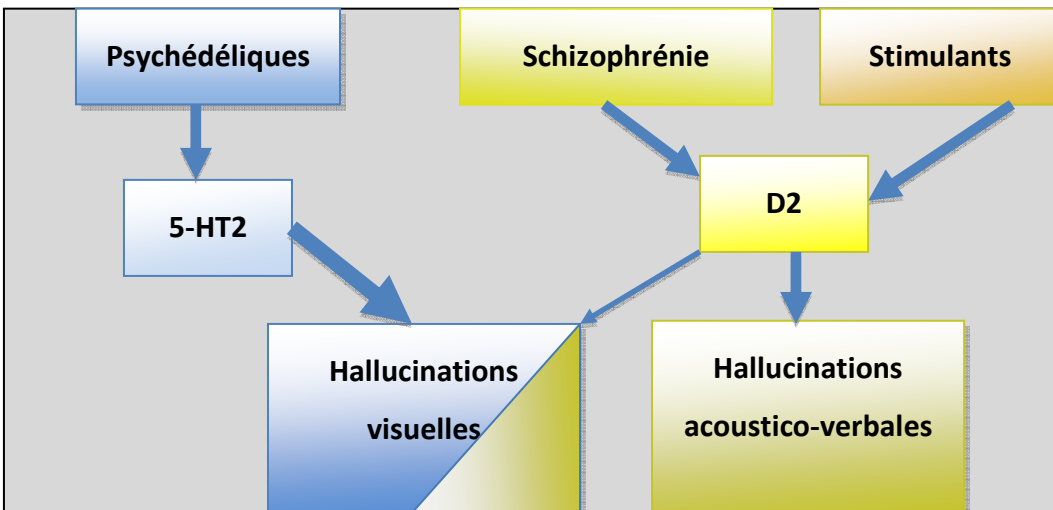 Psychédéliques
Schizophrénie
Stimulants
5-HT2
D2
Hallucinations
visuelles
Hallucinations
acoustico-verbales